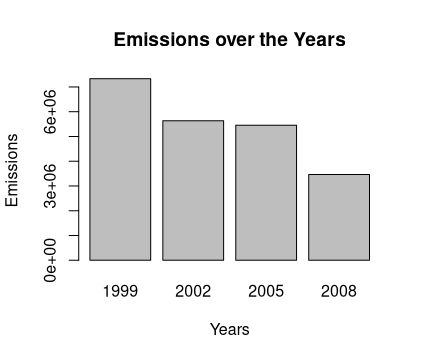 Emissions over the Years
Emissions
6e+06
3e+06
0e+00
1999 2002 2005 2008
Years